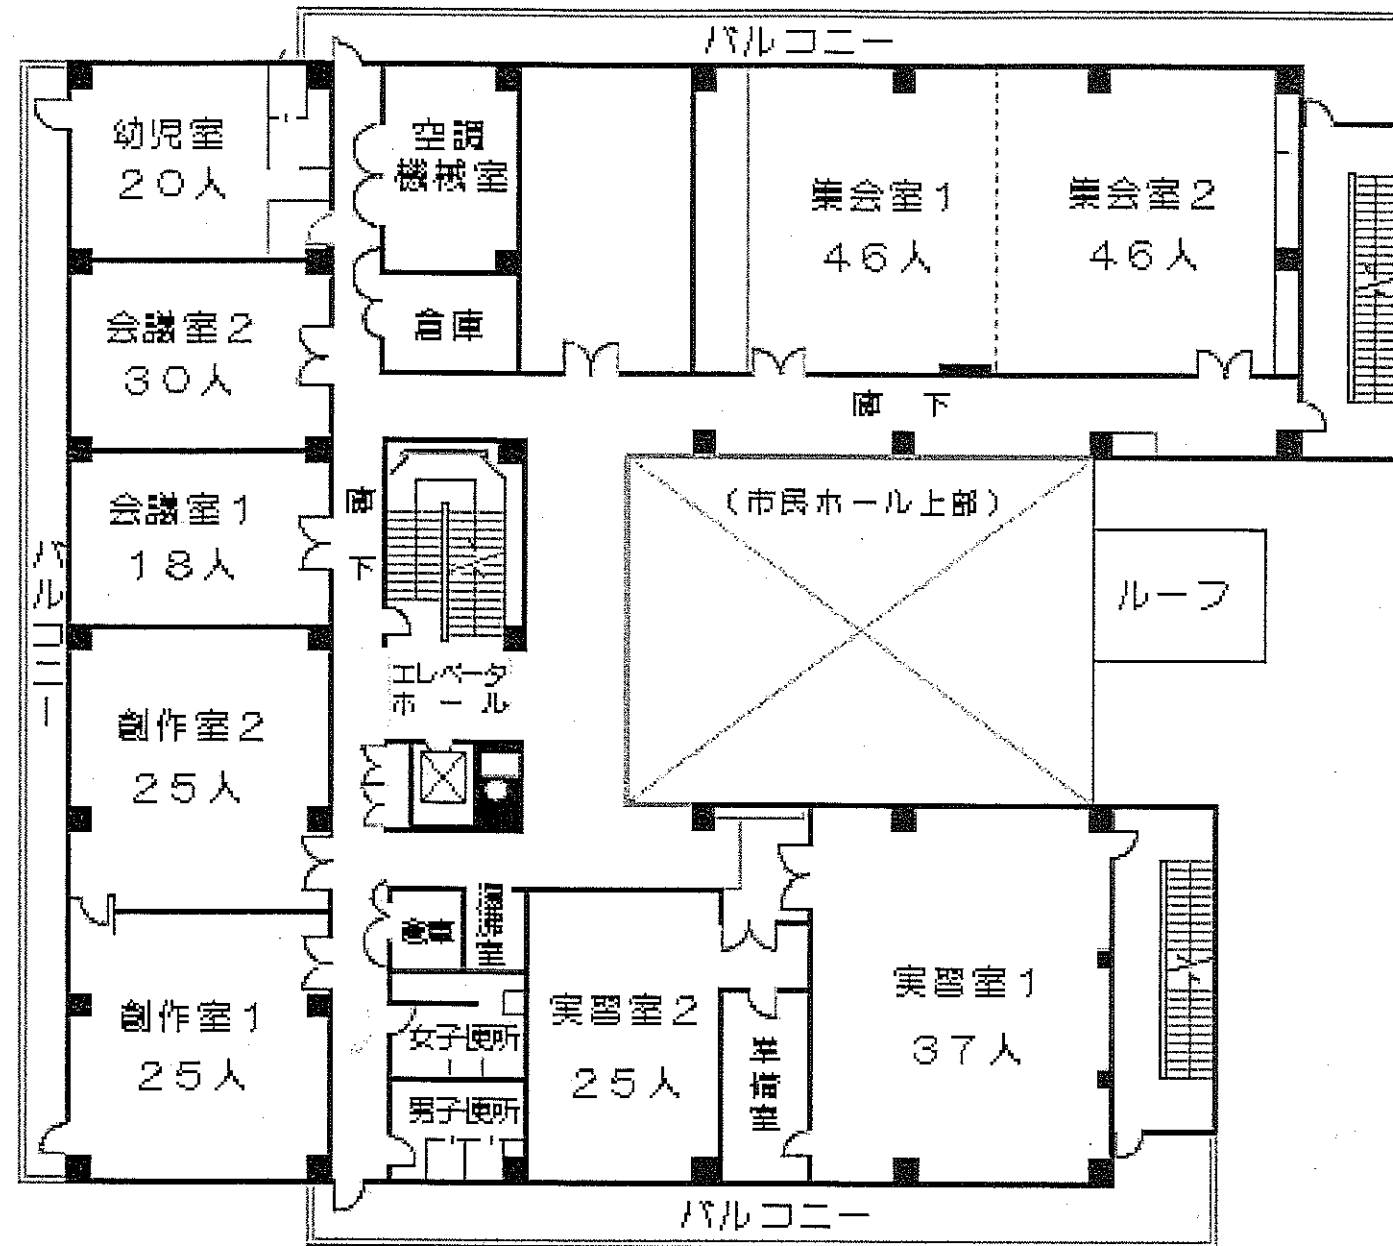 バルコニー
幼児室
20人
空調
機械室
集会室1
46人
集会室2
46人
会議室2
30人
倉庫
廊下
会議室1
18人
廊下
(市民ホール上部)
ルーフ
バルコニー
エレベータ
ホール
創作室2
25人
創作室1
25人
女子便所
男子便所
実習室2
25人
準備室
実習室1
37人
バルコニー